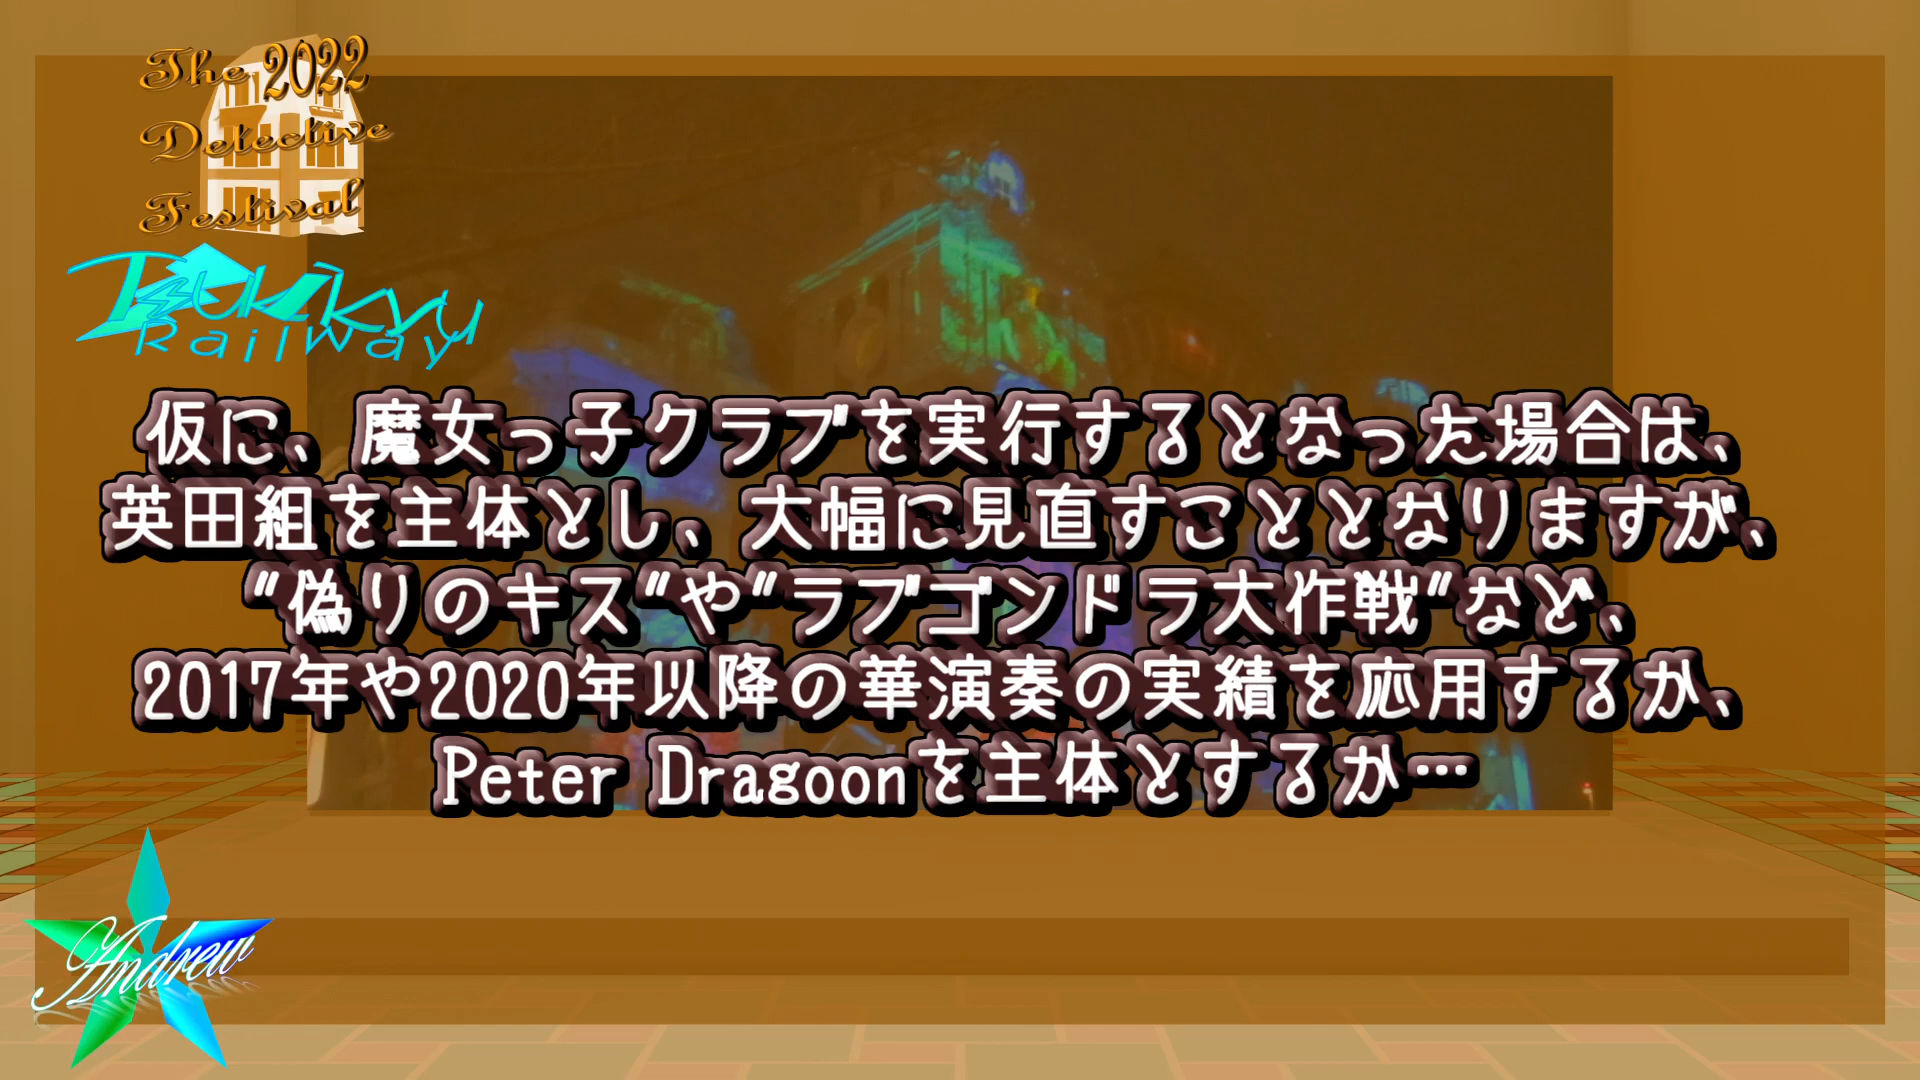 The 2022
Detective
Festival
Tsukikyu
Railway
仮に、魔女っ子クラブを実行するとなった場合は、
英田組を主体とし、大幅に見直すこととなりますが、
“偽りのキス“や“ラブゴンドラ大作戦“など、
2017年や2020年以降の華演奏の実績を応用するか、
Peter Dragoonを主体とするか…
Andrew